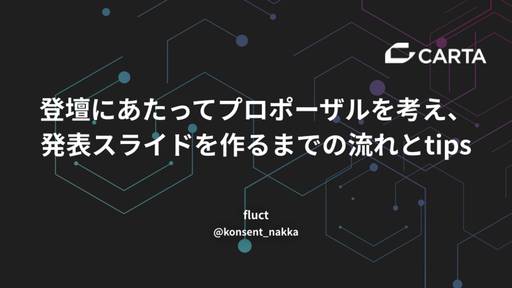 CARTA
登壇にあたってプロポーザルを考え、
発表スライドを作るまでの流れとtips
fluct
@konsent_nakka